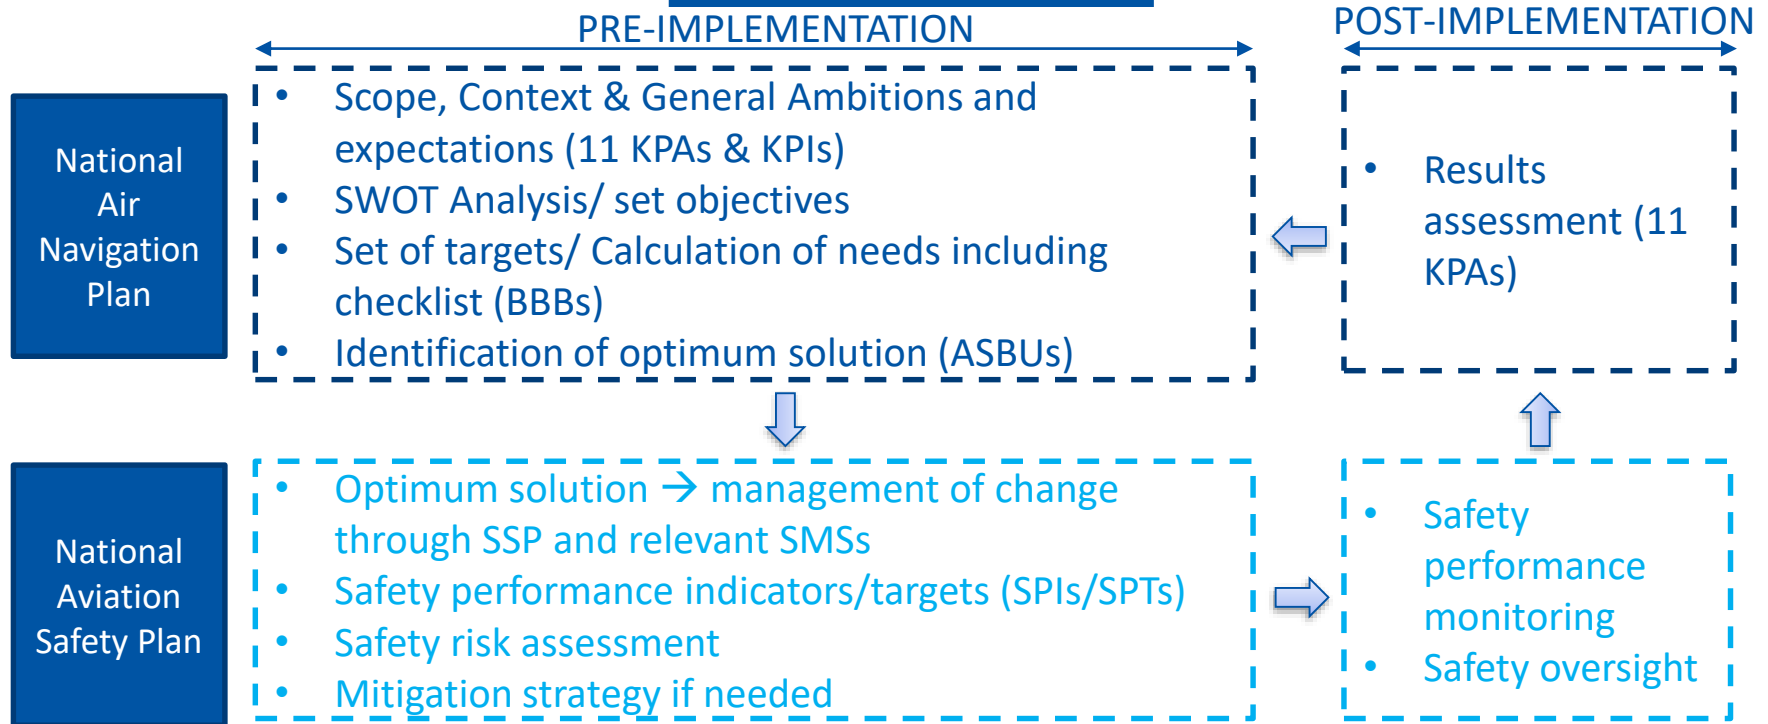 PRE-IMPLEMENTATION
POST-IMPLEMENTATION
National
Air
Navigation
Plan
• Scope, Context & General Ambitions and
expectations (11 KPAs & KPIs)
• SWOT Analysis/ set objectives
• Set of targets/ Calculation of needs including
checklist (BBBs)
• Identification of optimum solution (ASBUs)
• Results
assessment (11
KPAs)
National
Aviation
Safety Plan
• Optimum solution → management of change
through SSP and relevant SMSs
• Safety performance indicators/targets (SPIs/SPTs)
• Safety risk assessment
• Mitigation strategy if needed
• Safety
performance
monitoring
• Safety oversight